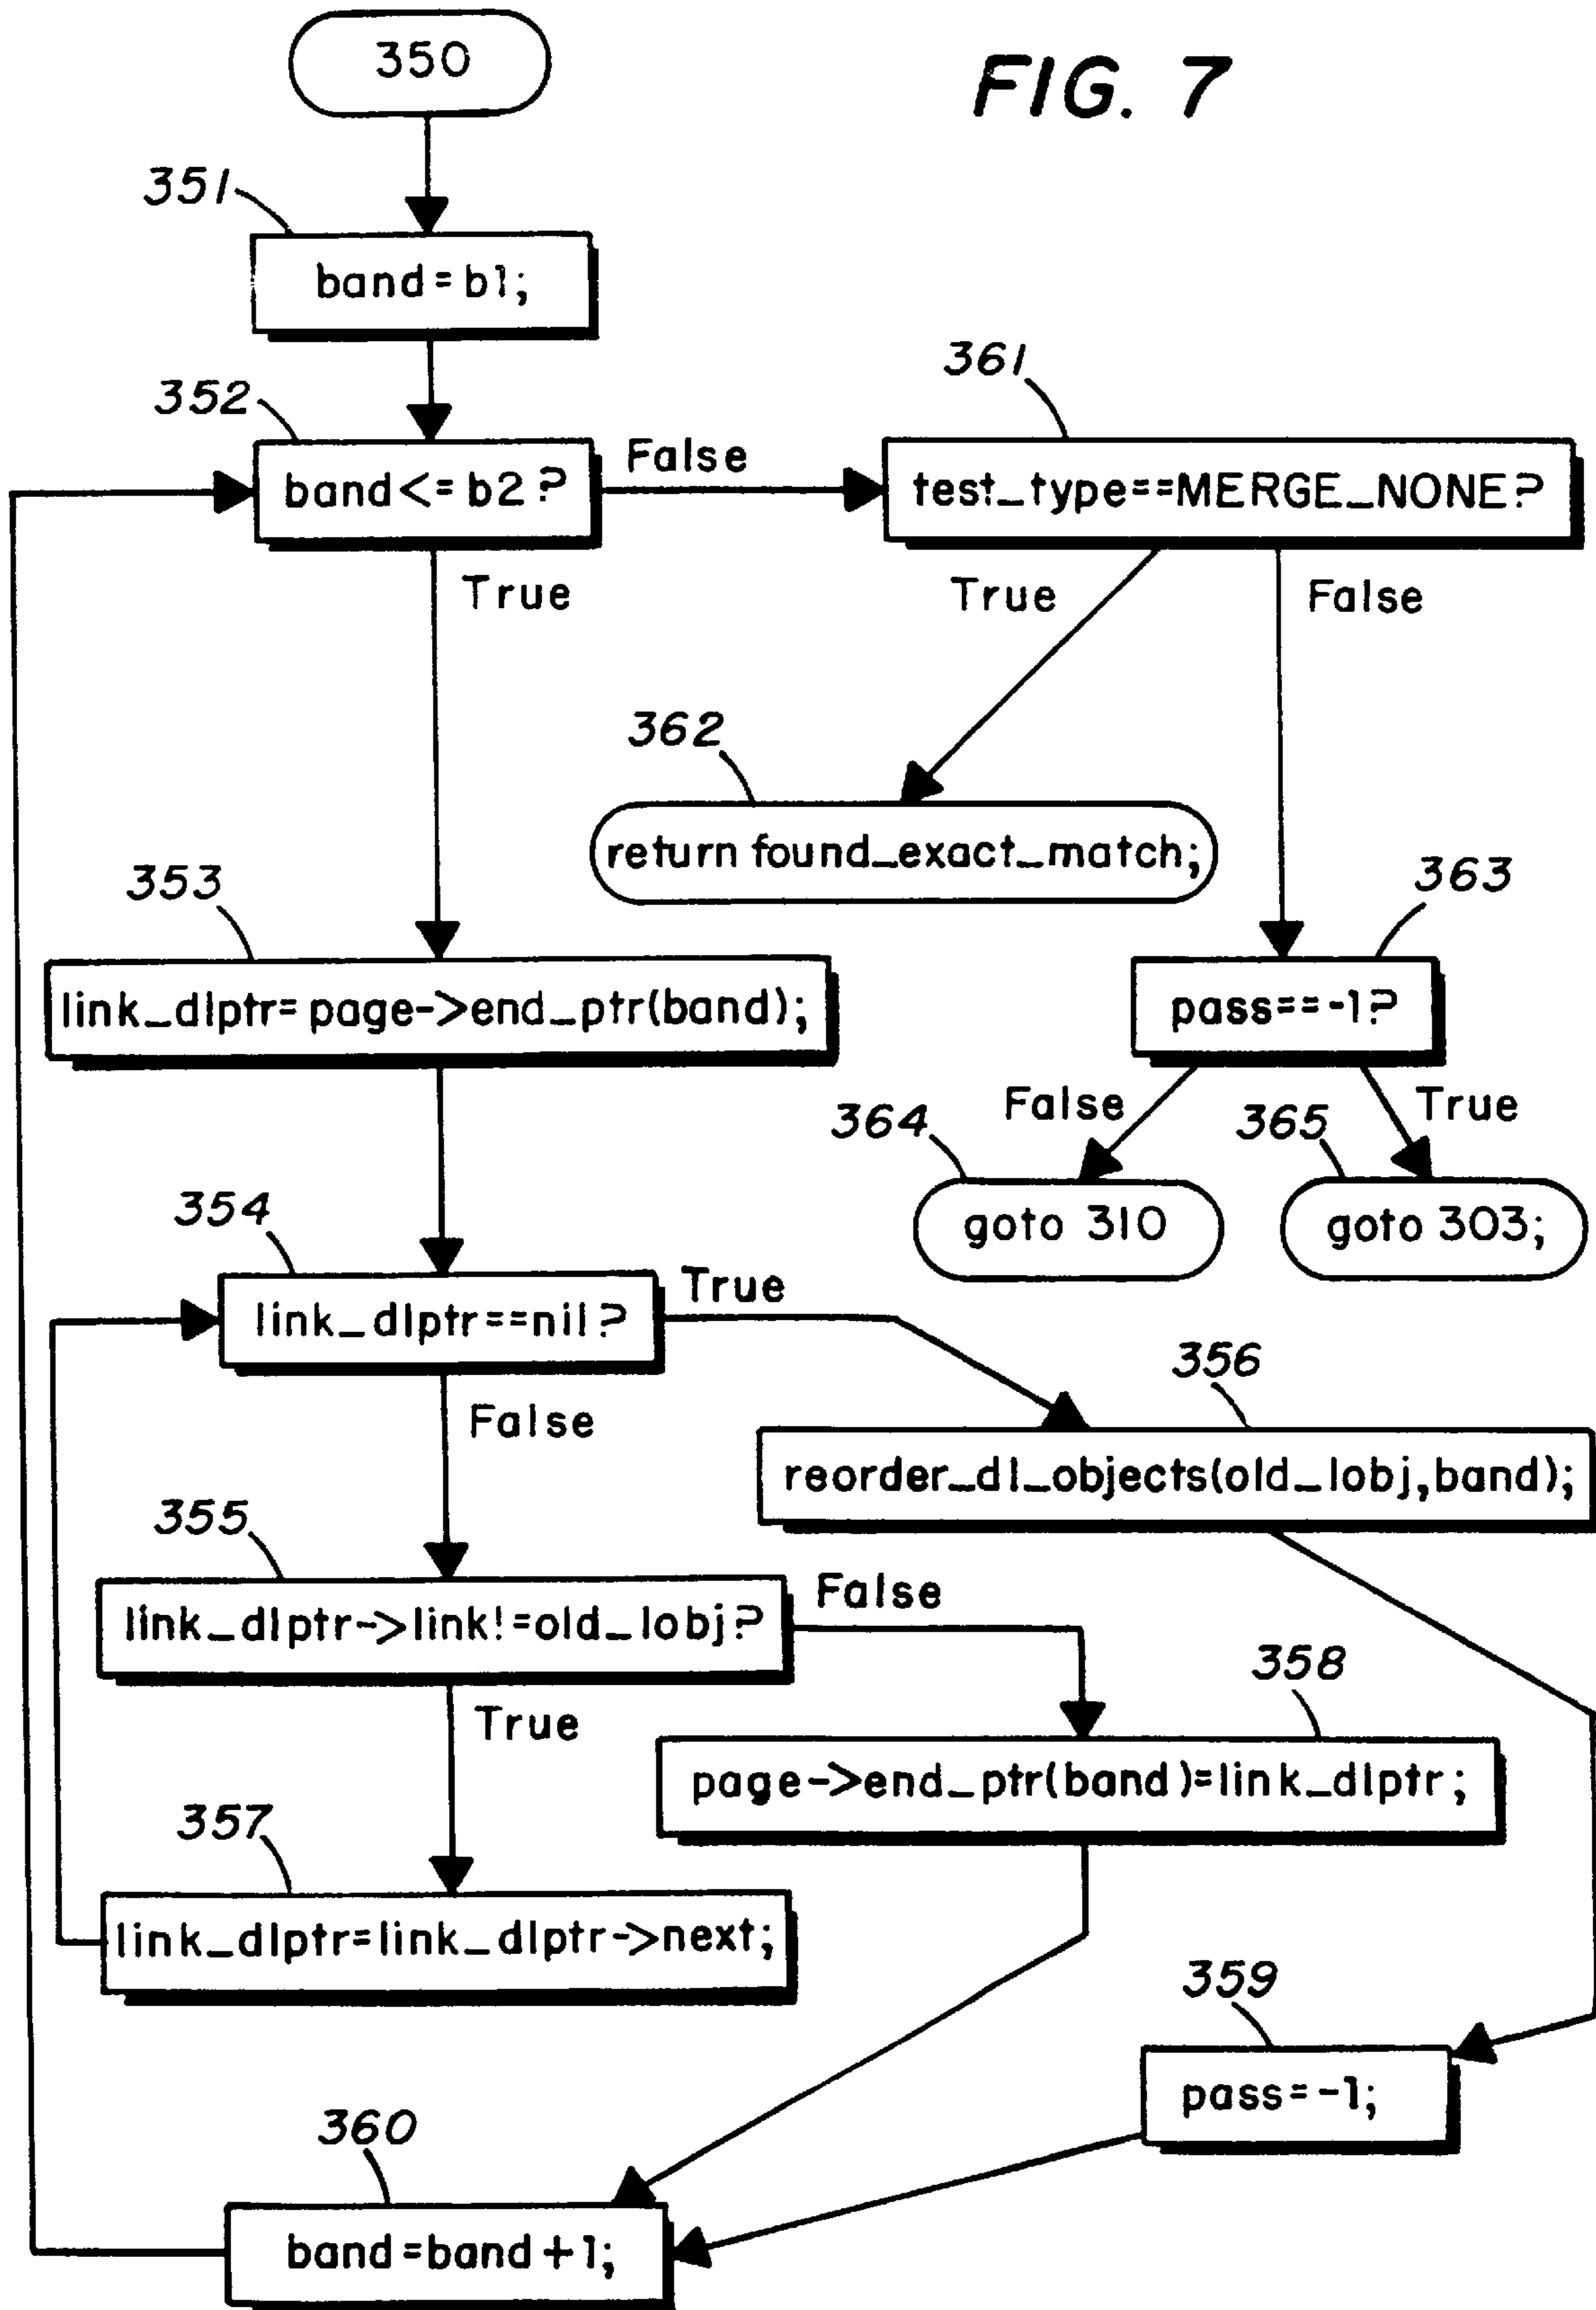 350
FIG. 7
351
band=b1;
352
361
band<=b2?
False
test_type==MERGE_NONE?
True
True
False
362
return found_exact_match;
353
363
link_dlptr=page->end_ptr(band);
pass==-1?
False
True
364
365
354
goto 310
goto 303;
link_dlptr==nil?
True
356
False
reorder_dl_objects(old_lobj,band);
355
link_dlptr->link!=old_lobj?
False
358
True
page->end_ptr(band)=link_dlptr;
357
link_dlptr=link_dlptr->next;
359
pass=-1;
360
band=band+1;